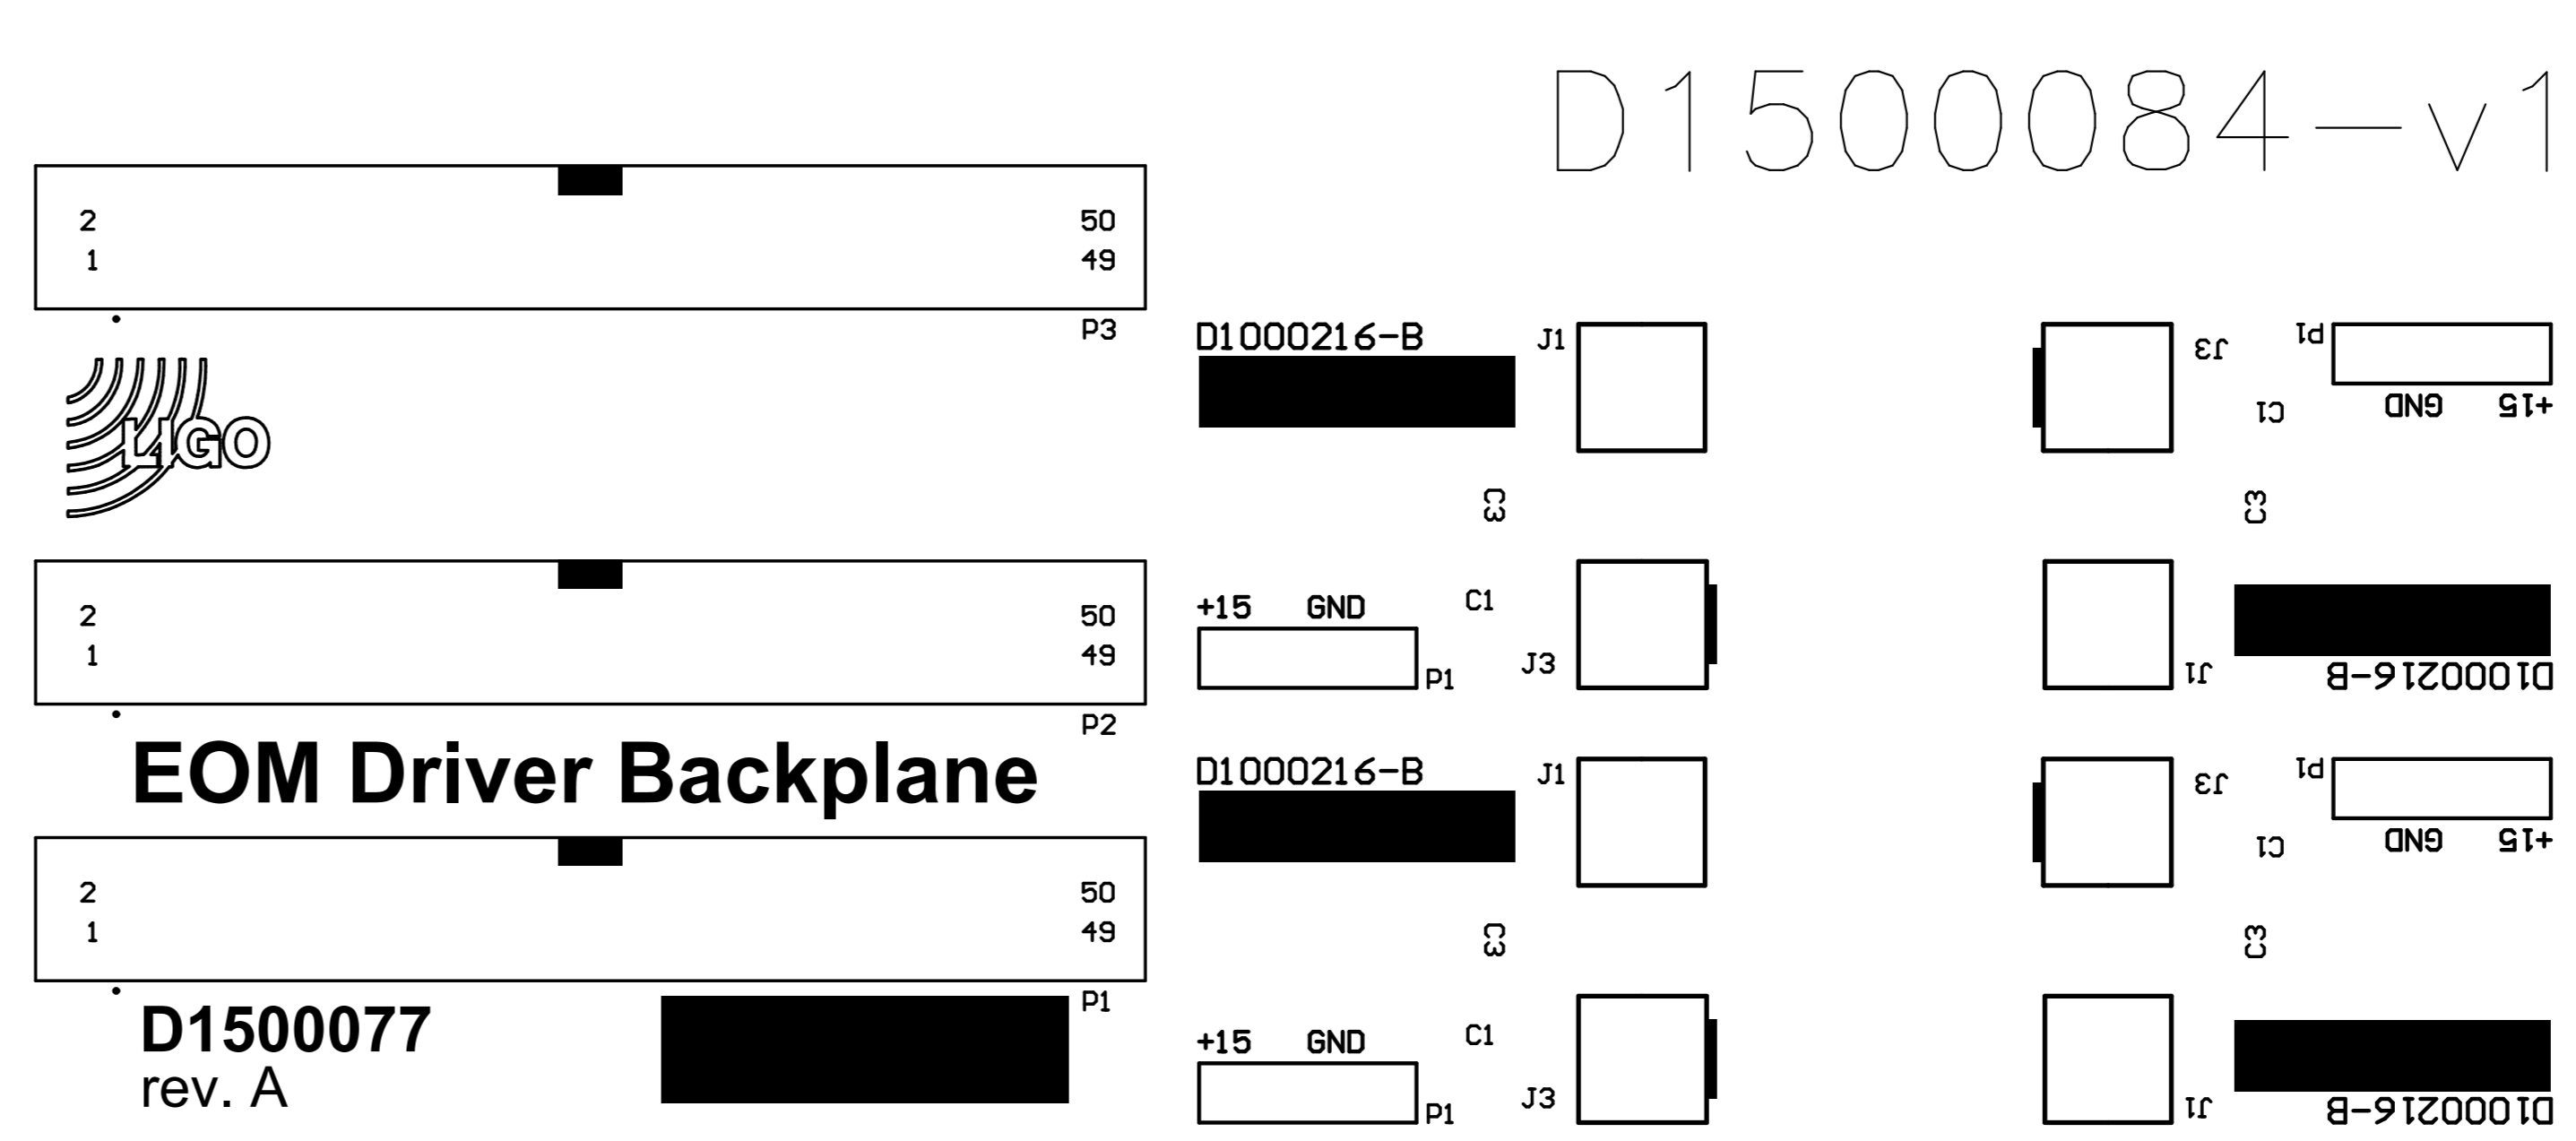 D1500084-v1
2 50
1 49
P3
LIGO
2 50
1 49
P2
EOM Driver Backplane
2 50
1 49
P1
D1500077
rev. A
D1000216-B J1
C3
+15 GND C1
J3
P1
D1000216-B J1
C3
+15 GND C1
J3
P1
P1
J3
C1
GND +15
C3
J1
D1000216-B
P1
J3
C1
GND +15
C3
J1
D1000216-B